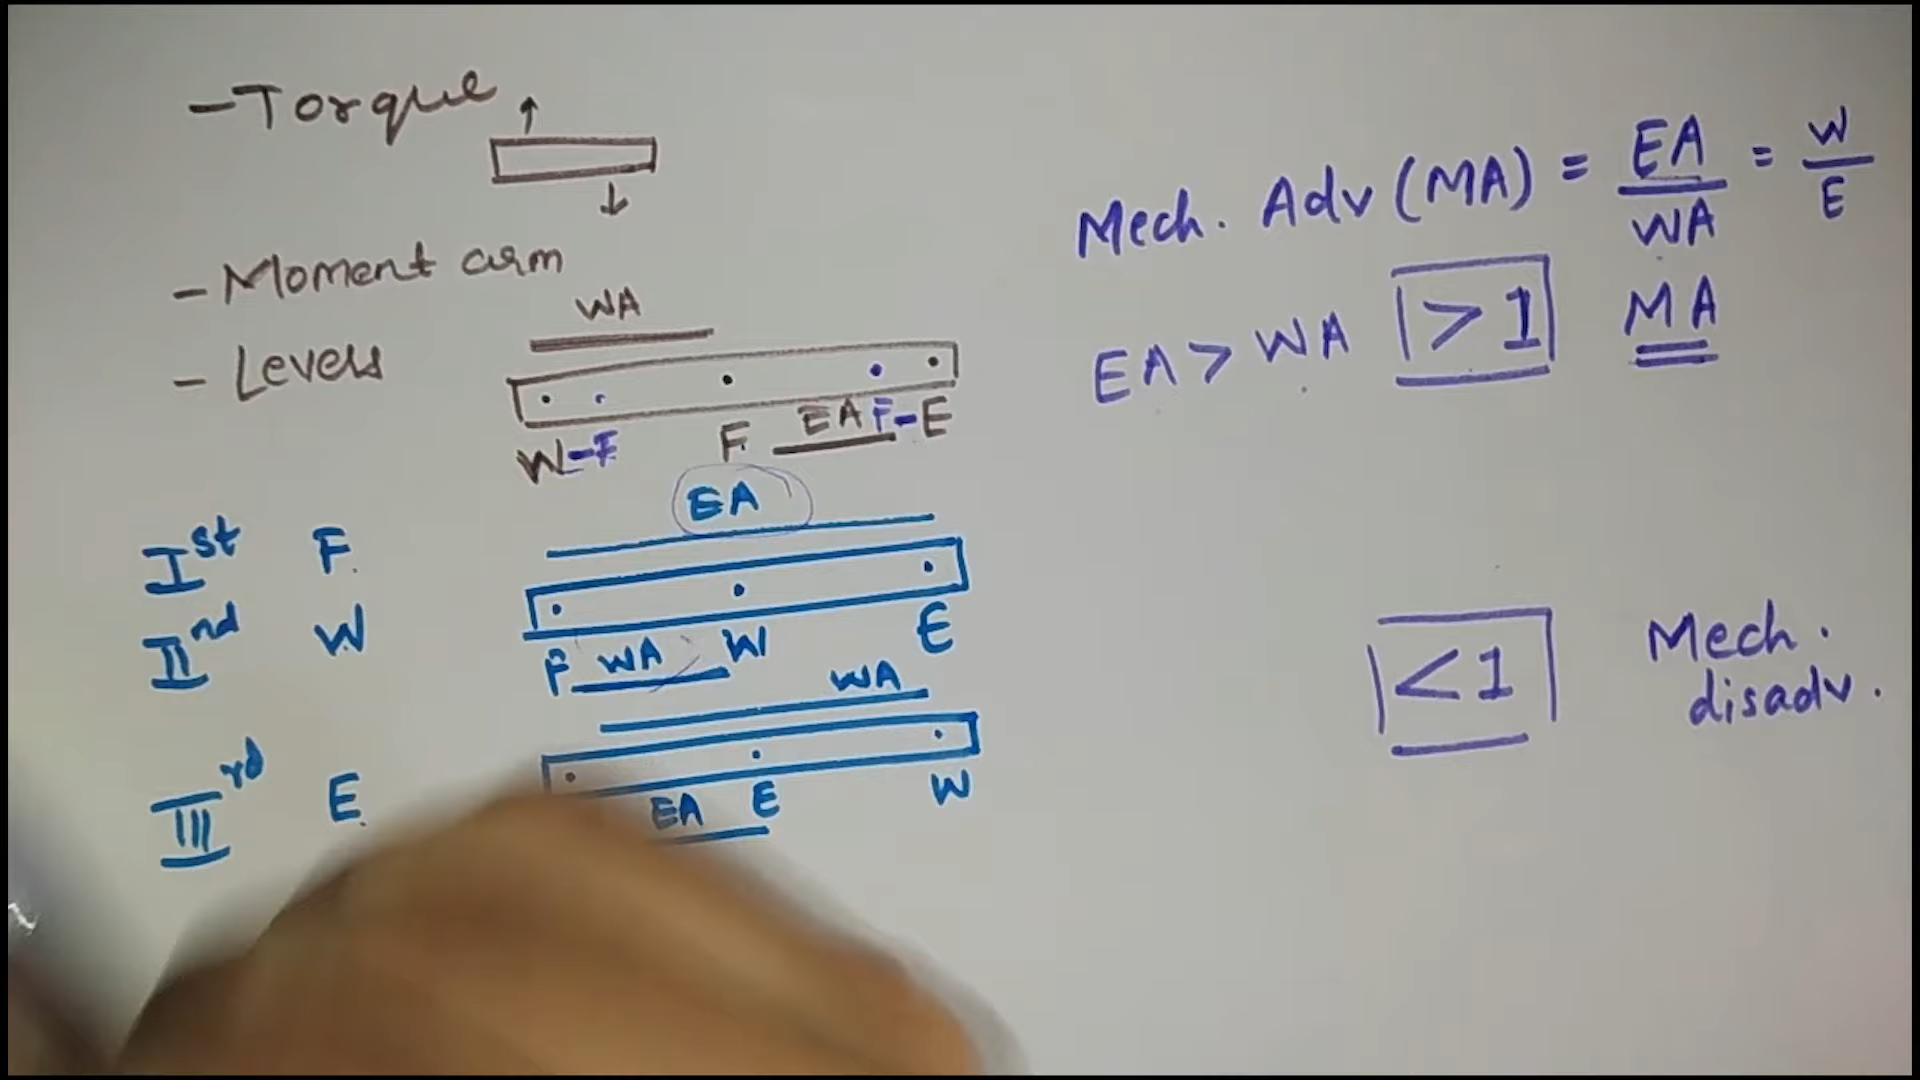 - Torque
- Moment arm
WA
- Levers
W-F F EA F-E
EA
Ist F
IInd W
F WA W E
WA
IIIrd E
EA E W
Mech. Adv (MA) = EA/WA = W/E
EA > WA >1 MA
<1 Mech. disadv.